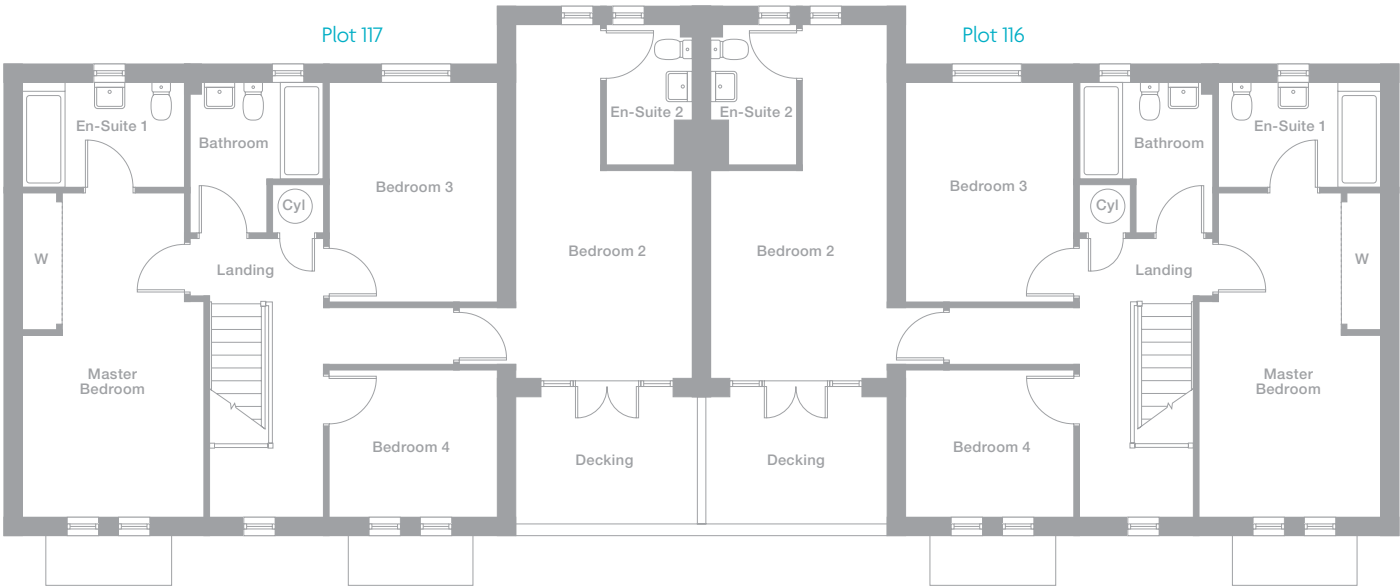 Plot 117
Plot 116
En-Suite 1
Bathroom
En-Suite 2
En-Suite 2
Bathroom
En-Suite 1
Bedroom 3
Bedroom 3
Cyl
Cyl
W
Landing
Bedroom 2
Bedroom 2
Landing
W
Master
Bedroom
Master
Bedroom
Bedroom 4
Decking
Decking
Bedroom 4